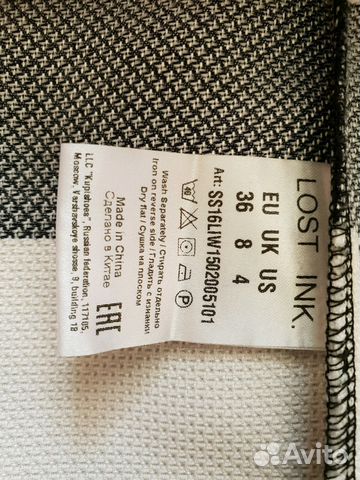 LOST INK.
EU UK US
36 8 4
Art: SS16LIW1502005101
Wash Separately / Стирать отдельно
Iron on reverse side / Гладить с изнанки
Dry flat / Сушка на плоском
Made in China
Сделано в Китае
EAC
LLC "Kupishoes", Russian federation, 117105,
Moscow, Varshavskoye shosse, 9, building 1B
Avito